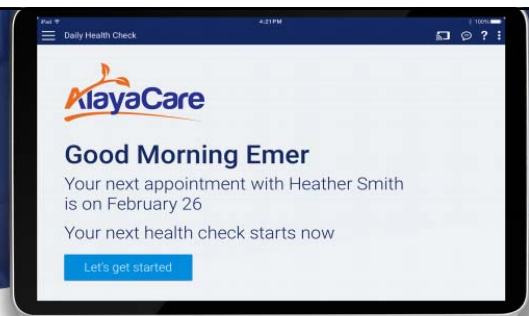 iPad
4:21 PM
100%
Daily Health Check
?
AlayaCare
Good Morning Emer
Your next appointment with Heather Smith
is on February 26
Your next health check starts now
Let's get started